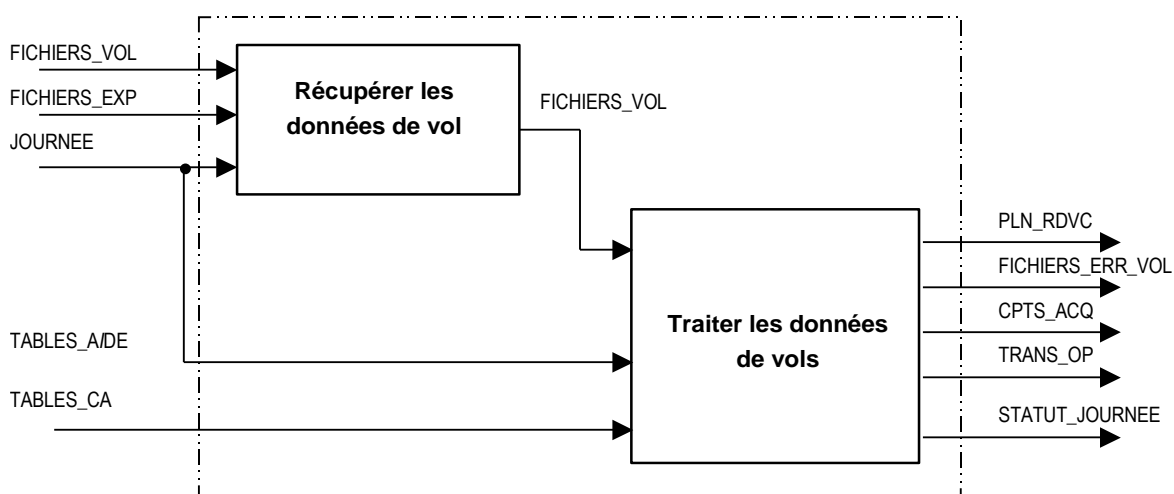 FICHIERS_VOL
FICHIERS_EXP
JOURNEE
Récupérer les
données de vol
FICHIERS_VOL
TABLES_A/DE
TABLES_CA
Traiter les données
de vols
PLN_RDVC
FICHIERS_ERR_VOL
CPTS_ACQ
TRANS_OP
STATUT_JOURNEE